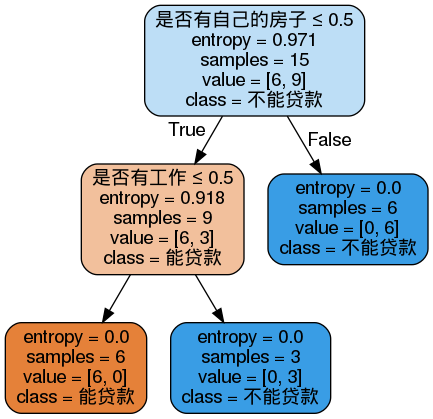 是否有自己的房子 ≤ 0.5
entropy = 0.971
samples = 15
value = [6, 9]
class = 不能贷款
True
False
是否有工作 ≤ 0.5
entropy = 0.918
samples = 9
value = [6, 3]
class = 能贷款
entropy = 0.0
samples = 6
value = [0, 6]
class = 不能贷款
entropy = 0.0
samples = 6
value = [6, 0]
class = 能贷款
entropy = 0.0
samples = 3
value = [0, 3]
class = 不能贷款